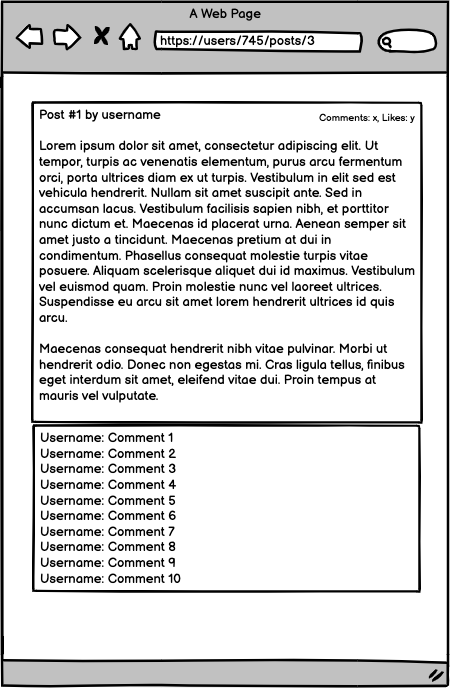 A Web Page
https://users/745/posts/3
Post #1 by username
Comments: x, Likes: y
Lorem ipsum dolor sit amet, consectetur adipiscing elit. Ut
tempor, turpis ac venenatis elementum, purus arcu fermentum
orci, porta ultrices diam ex ut turpis. Vestibulum in elit sed est
vehicula hendrerit. Nullam sit amet suscipit ante. Sed in
accumsan lacus. Vestibulum facilisis sapien nibh, et porttitor
nunc dictum et. Maecenas id placerat urna. Aenean semper sit
amet justo a tincidunt. Maecenas pretium at dui in
condimentum. Phasellus consequat molestie turpis vitae
posuere. Aliquam scelerisque aliquet dui id maximus. Vestibulum
vel euismod quam. Proin molestie nunc vel laoreet ultrices.
Suspendisse eu arcu sit amet lorem hendrerit ultrices id quis
arcu.
Maecenas consequat hendrerit nibh vitae pulvinar. Morbi ut
hendrerit odio. Donec non egestas mi. Cras ligula tellus, finibus
eget interdum sit amet, eleifend vitae dui. Proin tempus at
mauris vel vulputate.
Username: Comment 1
Username: Comment 2
Username: Comment 3
Username: Comment 4
Username: Comment 5
Username: Comment 6
Username: Comment 7
Username: Comment 8
Username: Comment 9
Username: Comment 10